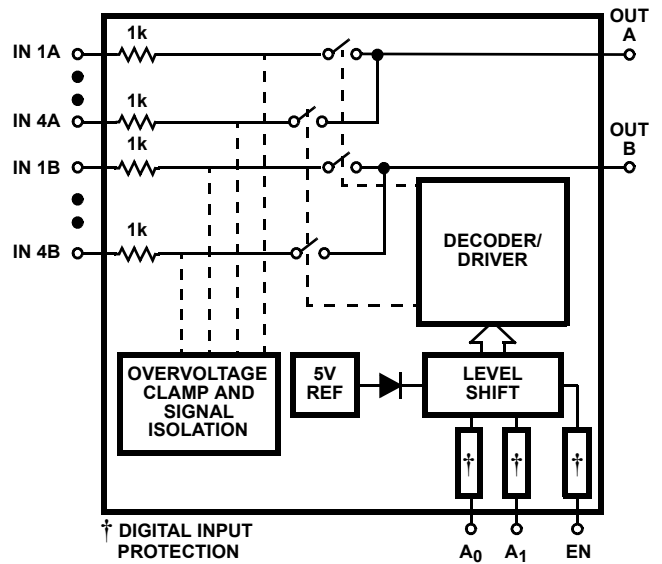 OUT
A
1k
IN 1A
1k
IN 4A
OUT
B
1k
IN 1B
1k
IN 4B
DECODER/
DRIVER
OVERVOLTAGE
CLAMP AND
SIGNAL
ISOLATION
5V
REF
LEVEL
SHIFT
†
†
†
† DIGITAL INPUT
PROTECTION
A0
A1
EN